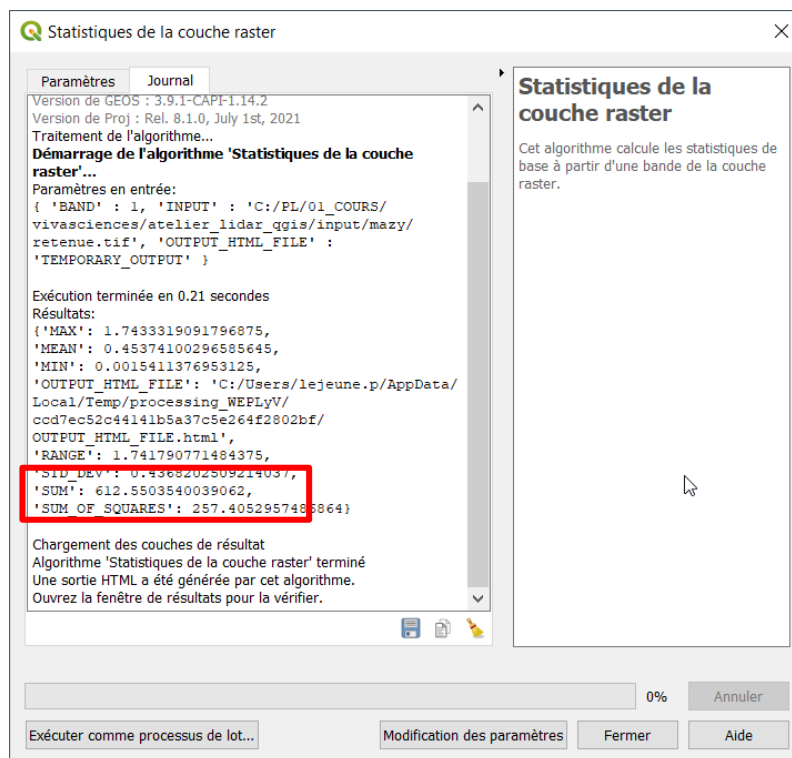 Statistiques de la couche raster
Paramètres
Journal
Version de GEOS : 3.9.1-CAPI-1.14.2
Version de Proj : Rel. 8.1.0, July 1st, 2021
Traitement de l'algorithme...
Démarrage de l'algorithme 'Statistiques de la couche
raster'...
Paramètres en entrée:
{ 'BAND' : 1, 'INPUT' : 'C:/PL/01_COURS/
vivasciences/atelier_lidar_qgis/input/mazy/
retenue.tif', 'OUTPUT_HTML_FILE' :
'TEMPORARY_OUTPUT' }
Exécution terminée en 0.21 secondes
Résultats:
{'MAX': 1.7433319091796875,
'MEAN': 0.45374100296585645,
'MIN': 0.0015411376953125,
'OUTPUT_HTML_FILE': 'C:/Users/lejeune.p/AppData/
Local/Temp/processing_WEPLyV/
ccd7ec52c44141b5a37c5e264f2802bf/
OUTPUT_HTML_FILE.html',
'RANGE': 1.741790771484375,
'STD_DEV': 0.4368202509214037,
'SUM': 612.5503540039062,
'SUM_OF_SQUARES': 257.4052957485864}
Chargement des couches de résultat
Algorithme 'Statistiques de la couche raster' terminé
Une sortie HTML a été générée par cet algorithme.
Ouvrez la fenêtre de résultats pour la vérifier.
Statistiques de la
couche raster
Cet algorithme calcule les statistiques de
base à partir d'une bande de la couche
raster.
0%
Annuler
Exécuter comme processus de lot...
Modification des paramètres
Fermer
Aide